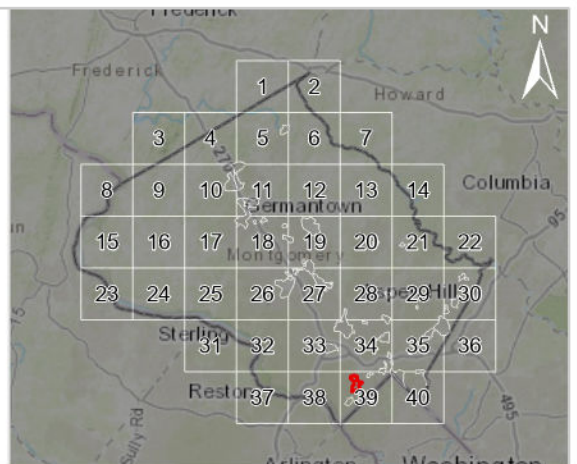 Frederick
N
Frederick
1 2
Howard
3 4 5 6 7
270
8 9 10 11 12 13 14
Columbia
Germantown
95
15 16 17 18 19 20 21 22
Montgomery
23 24 25 26 27 28 29 30
Aspen Hill
15
Sterling
31 32 33 34 35 36
Reston
37 38 39 40
495
Sully Rd
Arlington
Washington